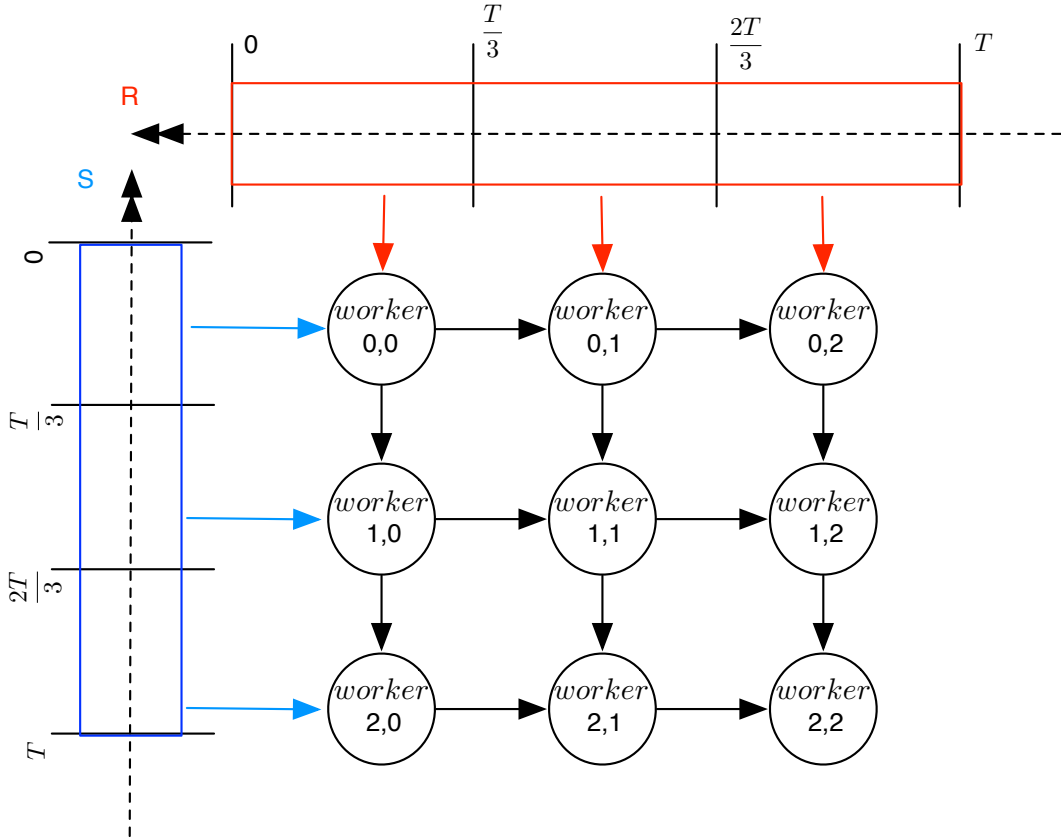 0
T/3
2T/3
T
R
S
0
T/3
2T/3
T
worker
0,0
worker
0,1
worker
0,2
worker
1,0
worker
1,1
worker
1,2
worker
2,0
worker
2,1
worker
2,2